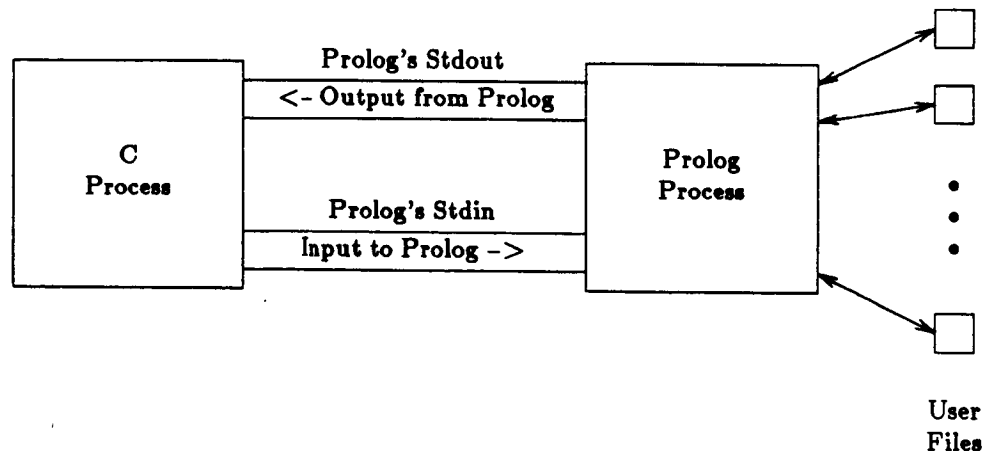 Prolog's Stdout
<- Output from Prolog
C
Process
Prolog
Process
Prolog's Stdin
Input to Prolog ->
User
Files